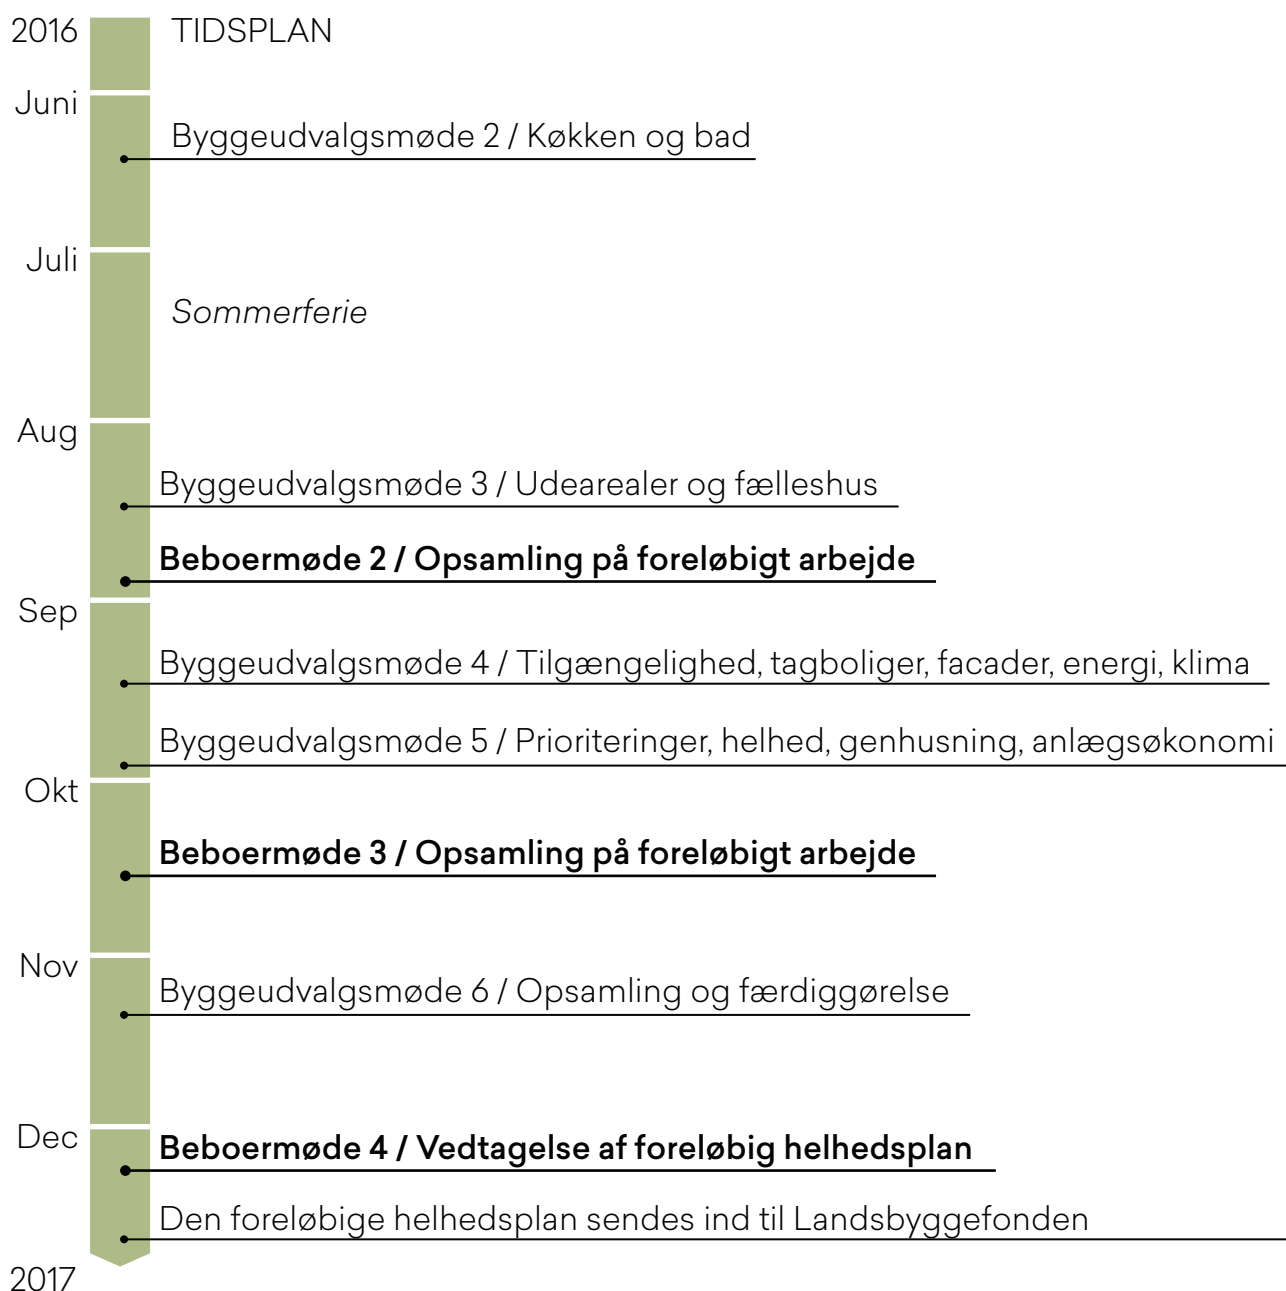 2016 TIDSPLAN
Juni
Byggeudvalgsmøde 2 / Køkken og bad
Juli
Sommerferie
Aug
Byggeudvalgsmøde 3 / Udearealer og fælleshus
Beboermøde 2 / Opsamling på foreløbigt arbejde
Sep
Byggeudvalgsmøde 4 / Tilgængelighed, tagboliger, facader, energi, klima
Byggeudvalgsmøde 5 / Prioriteringer, helhed, genhusning, anlægsøkonomi
Okt
Beboermøde 3 / Opsamling på foreløbigt arbejde
Nov
Byggeudvalgsmøde 6 / Opsamling og færdiggørelse
Dec
Beboermøde 4 / Vedtagelse af foreløbig helhedsplan
Den foreløbige helhedsplan sendes ind til Landsbyggefonden
2017